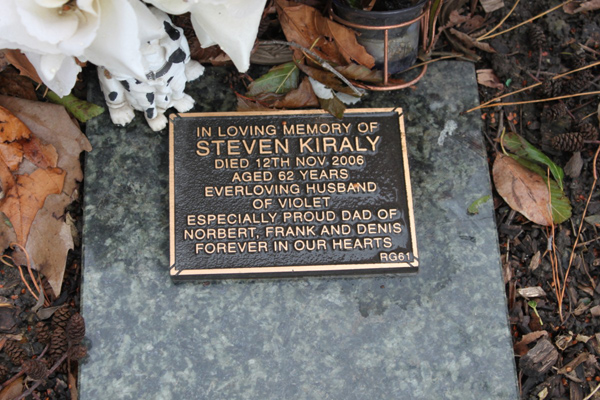 IN LOVING MEMORY OF
STEVEN KIRALY
DIED 12TH NOV. 2006
AGED 62 YEARS
EVERLOVING HUSBAND
OF VIOLET
ESPECIALLY PROUD DAD OF
NORBERT, FRANK AND DENIS
FOREVER IN OUR HEARTS
RG61